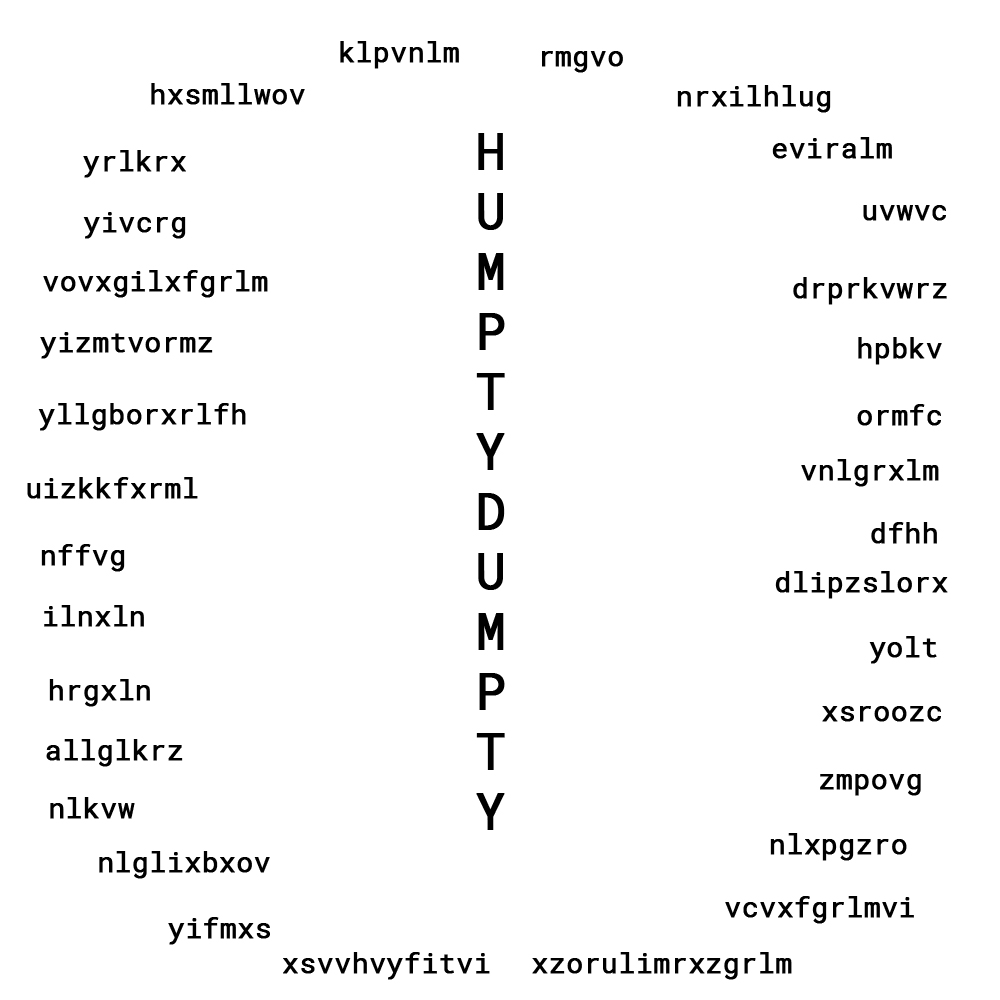 klpvnlm
rmgvo
hxsmllwov
nrxilhlug
H
eviralm
yrlkrx
U
uvwvc
yivcrg
M
vovxgilxfgrlm
drprkvwrz
P
yizmtvormz
hpbkv
T
yllgborxrlfh
ormfc
Y
vnlgrxlm
uizkkfxrml
D
dfhh
nffvg
U
dlipzslorx
ilnxln
M
yolt
hrgxln
P
xsroozc
allglkrz
T
zmpovg
nlkvw
Y
nlxpgzro
nlglixbxov
vcvxfgrlmvi
yifmxs
xsvvhvyfitvi
xzorulimrxzgrlm